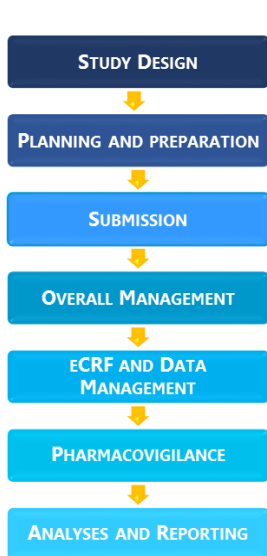 STUDY DESIGN
PLANNING AND PREPARATION
SUBMISSION
OVERALL MANAGEMENT
eCRF AND DATA
MANAGEMENT
PHARMACOVIGILANCE
ANALYSES AND REPORTING